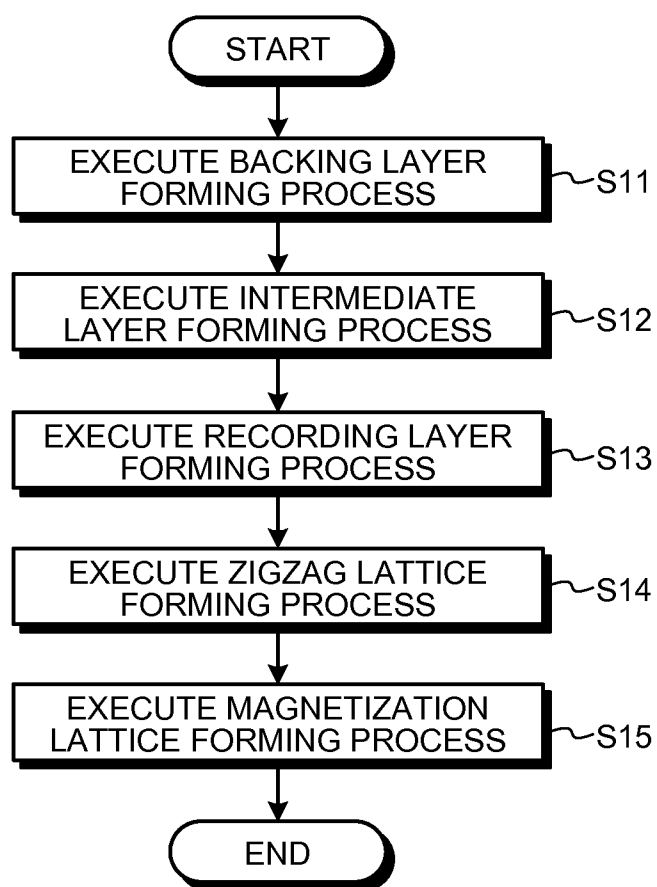 START
EXECUTE BACKING LAYER
FORMING PROCESS
S11
EXECUTE INTERMEDIATE
LAYER FORMING PROCESS
S12
EXECUTE RECORDING LAYER
FORMING PROCESS
S13
EXECUTE ZIGZAG LATTICE
FORMING PROCESS
S14
EXECUTE MAGNETIZATION
LATTICE FORMING PROCESS
S15
END